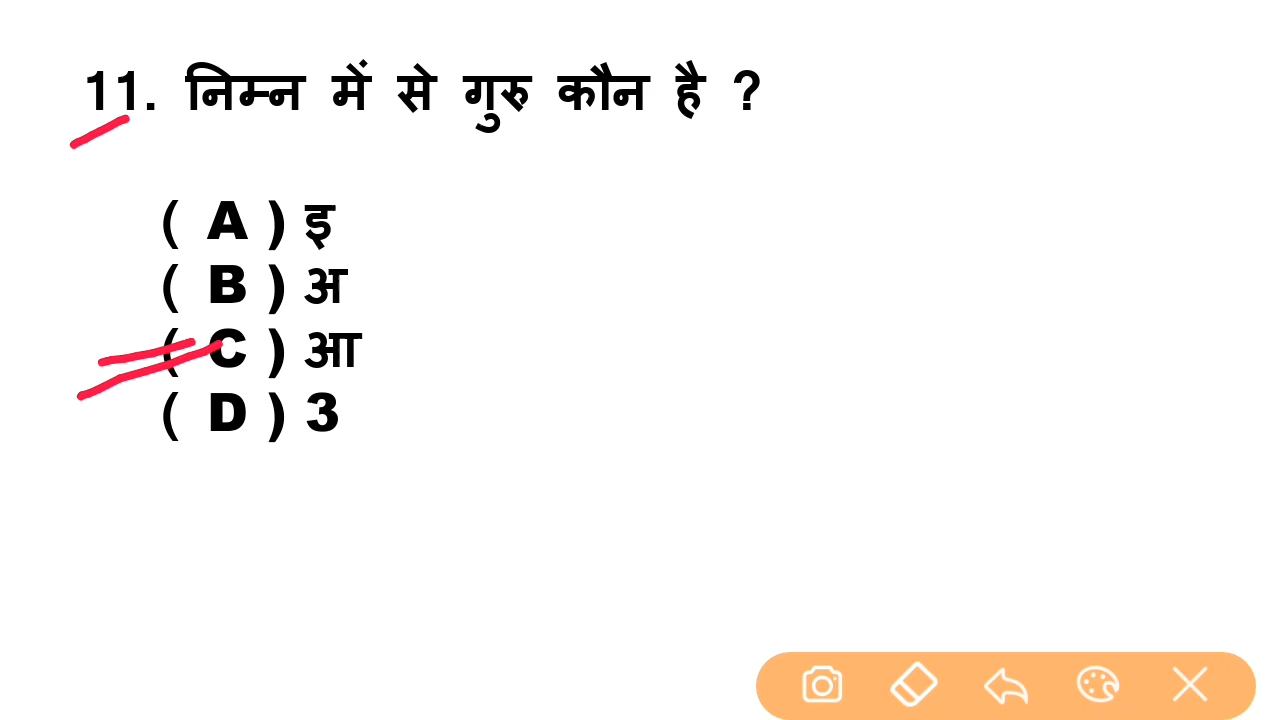 11. निम्न में से गुरु कौन है ?
( A ) इ
( B ) अ
( C ) आ
( D ) 3